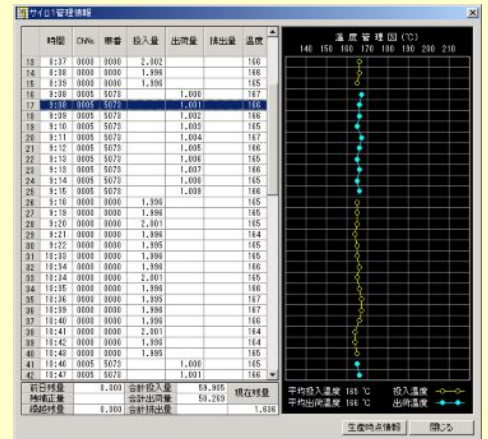 サイロ1管理情報
時間 ChNo. 車番 投入量 出荷量 排出量 温度
13 8:37 0000 0000 2.002 166
14 8:38 0000 0000 1.996 166
15 8:39 0000 0000 1.996 165
16 9:08 0005 5073 1.000 167
17 9:08 0005 5073 1.001 166
18 9:09 0005 5073 1.002 166
19 9:10 0005 5073 1.003 165
20 9:11 0005 5073 1.004 167
21 9:12 0005 5073 1.005 166
22 9:13 0005 5073 1.006 165
23 9:13 0005 5073 1.007 166
24 9:14 0005 5073 1.008 165
25 9:15 0005 5073 1.009 166
26 9:18 0000 0000 1.996 165
27 9:19 0000 0000 1.996 165
28 9:20 0000 0000 2.001 165
29 9:21 0000 0000 1.996 164
30 9:22 0000 0000 1.995 165
31 10:33 0000 0000 1.996 165
32 10:34 0000 0000 1.996 166
33 10:34 0000 0000 2.001 165
34 10:35 0000 0000 1.996 166
35 10:36 0000 0000 1.995 167
36 10:39 0000 0000 1.996 167
37 10:40 0000 0000 1.996 166
38 10:41 0000 0000 2.001 164
39 10:42 0000 0000 1.996 164
40 10:43 0000 0000 1.995 165
41 10:46 0005 5073 1.000 165
42 10:47 0005 5073 1.001 166
前日残量 0.000 合計投入量 59.905 現在残量
残補正量 合計出荷量 58.269
繰越残量 0.000 合計排出量 1.636
温度管理図(℃)
140 150 160 170 180 190 200 210
平均投入温度 165 ℃ 投入温度
平均出荷温度 166 ℃ 出荷温度
生産時点情報 閉じる